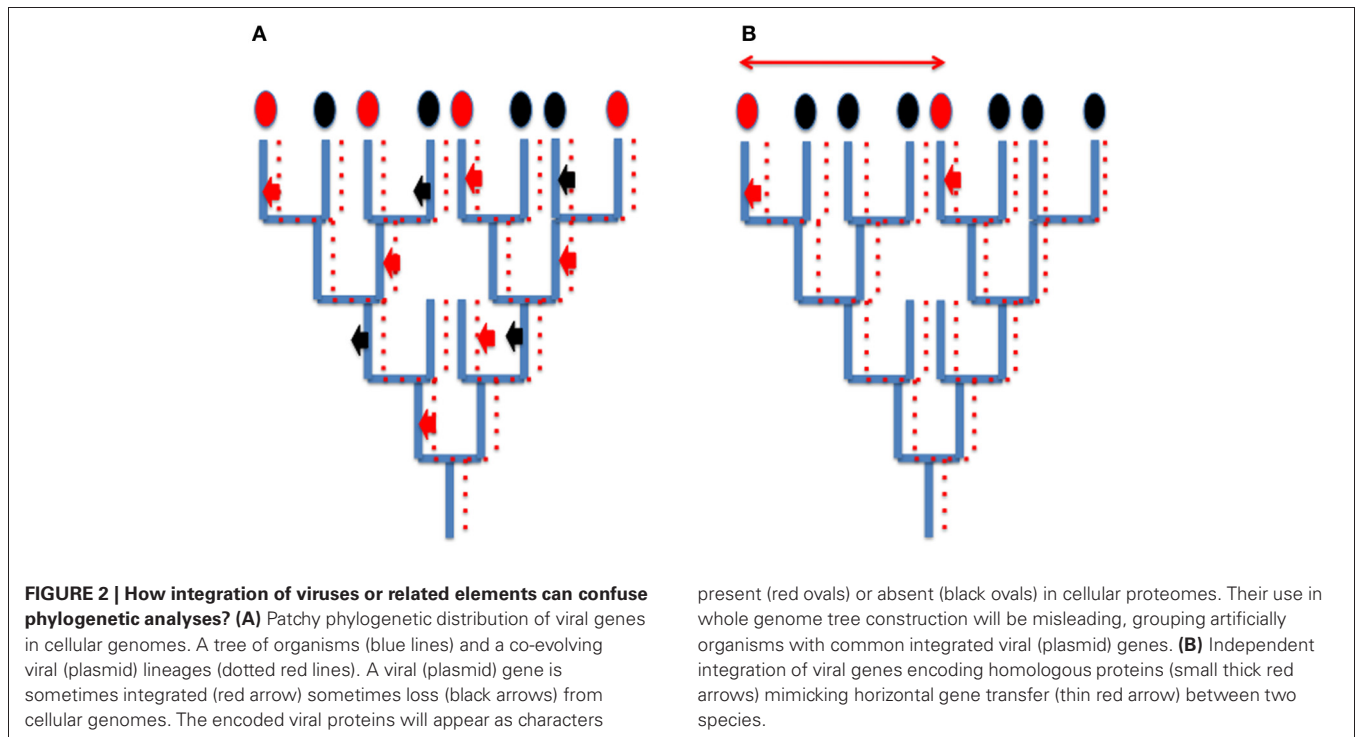 A
B
FIGURE 2 | How integration of viruses or related elements can confuse
phylogenetic analyses? (A) Patchy phylogenetic distribution of viral genes
in cellular genomes. A tree of organisms (blue lines) and a co-evolving
viral (plasmid) lineages (dotted red lines). A viral (plasmid) gene is
sometimes integrated (red arrow) sometimes loss (black arrows) from
cellular genomes. The encoded viral proteins will appear as characters
present (red ovals) or absent (black ovals) in cellular proteomes. Their use in
whole genome tree construction will be misleading, grouping artificially
organisms with common integrated viral (plasmid) genes. (B) Independent
integration of viral genes encoding homologous proteins (small thick red
arrows) mimicking horizontal gene transfer (thin red arrow) between two
species.